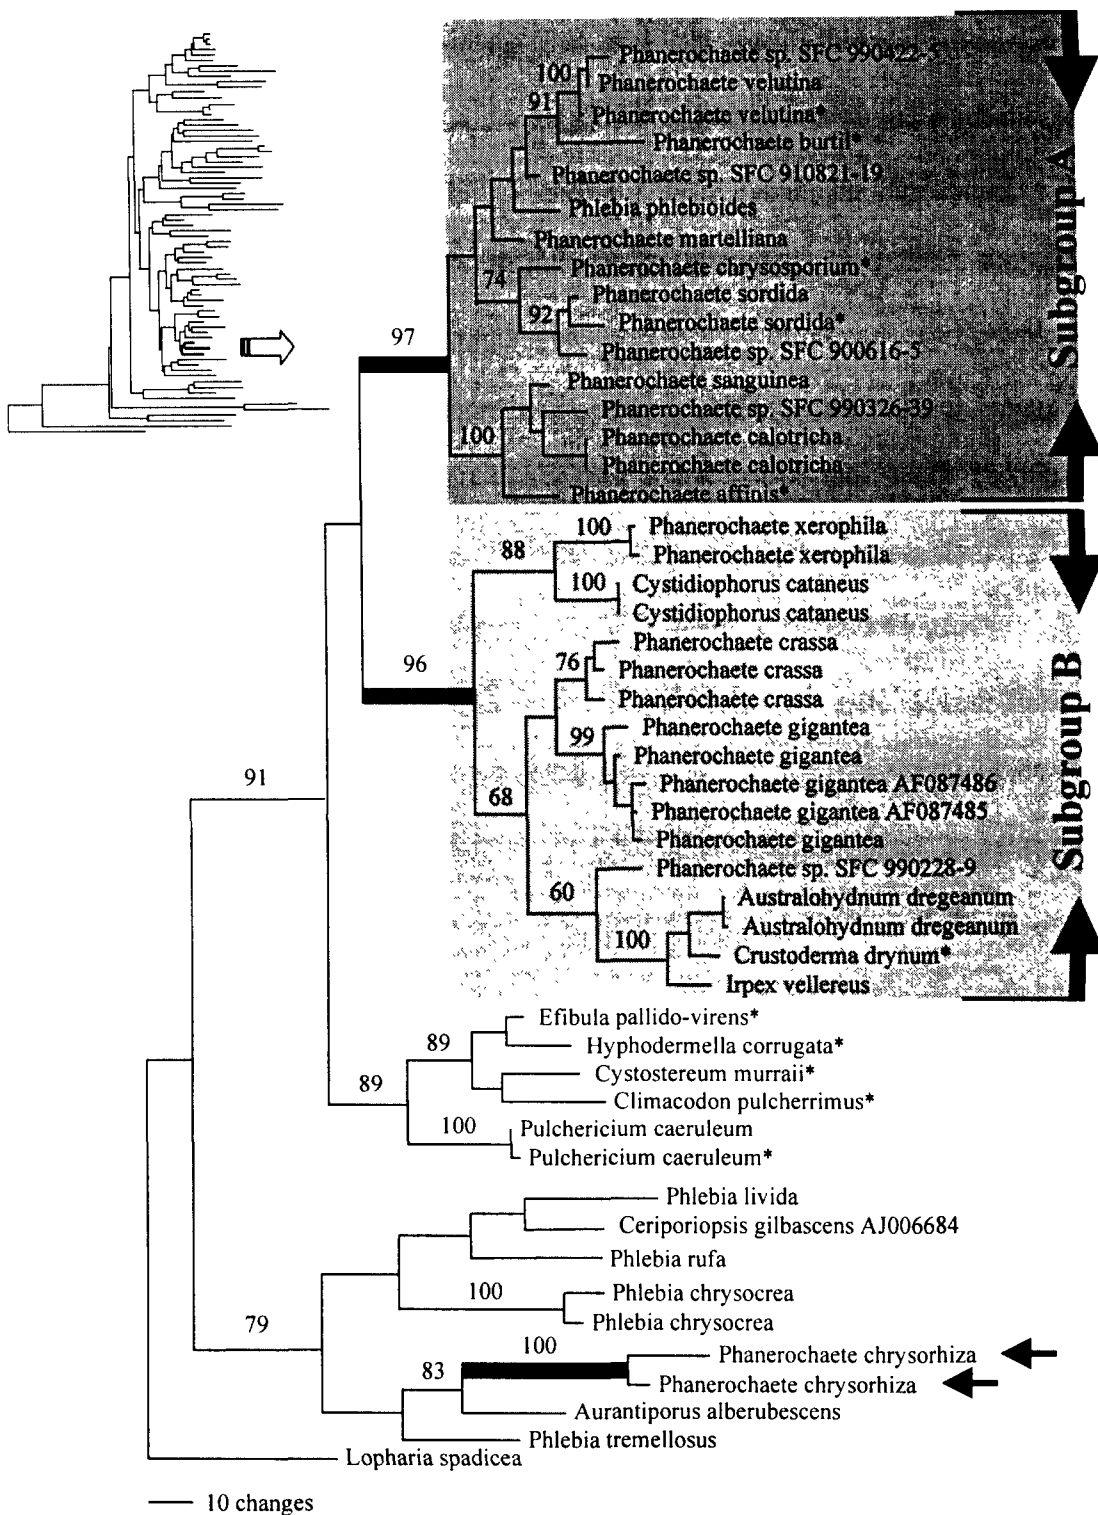 Phanerochaete sp. SFC 990422-5
100
Phanerochaete velutina
91
Phanerochaete velutina*
Phanerochaete burtii*
Phanerochaete sp. SFC 910821-19
Phlebia phlebioides
Phanerochaete martelliana
74
Phanerochaete chrysosporium*
Phanerochaete sordida
92
Phanerochaete sordida*
97
Phanerochaete sp. SFC 900616-5
Phanerochaete sanguinea
Phanerochaete sp. SFC 990326-39
100
Phanerochaete calotricha
Phanerochaete calotricha
Phanerochaete affinis*
Subgroup A
100
Phanerochaete xerophila
88
Phanerochaete xerophila
100
Cystidiophorus cataneus
Cystidiophorus cataneus
Phanerochaete crassa
76
Phanerochaete crassa
96
Phanerochaete crassa
Phanerochaete gigantea
99
Phanerochaete gigantea
Phanerochaete gigantea AF087486
68
Phanerochaete gigantea AF087485
Phanerochaete gigantea
Phanerochaete sp. SFC 990228-9
60
Australohydnum dregeanum
Australohydnum dregeanum
100
Crustoderma drynum*
Irpex vellereus
Subgroup B
91
Efibula pallido-virens*
89
Hyphodermella corrugata*
Cystostereum murraii*
89
Climacodon pulcherrimus*
100
Pulchericium caeruleum
Pulchericium caeruleum*
Phlebia livida
Ceriporiopsis gilbascens AJ006684
Phlebia rufa
100
Phlebia chrysocrea
79
Phlebia chrysocrea
100
Phanerochaete chrysorhiza
83
Phanerochaete chrysorhiza
Aurantiporus alberubescens
Phlebia tremellosus
Lopharia spadicea
10 changes